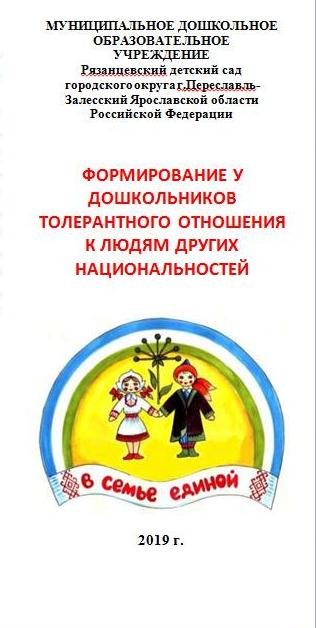 МУНИЦИПАЛЬНОЕ ДОШКОЛЬНОЕ
ОБРАЗОВАТЕЛЬНОЕ
УЧРЕЖДЕНИЕ
Рязанцевский детский сад
городского округа г.Переславль-
Залесский Ярославской области
Российской Федерации
ФОРМИРОВАНИЕ У
ДОШКОЛЬНИКОВ
ТОЛЕРАНТНОГО ОТНОШЕНИЯ
К ЛЮДЯМ ДРУГИХ
НАЦИОНАЛЬНОСТЕЙ
в семье единой
2019 г.